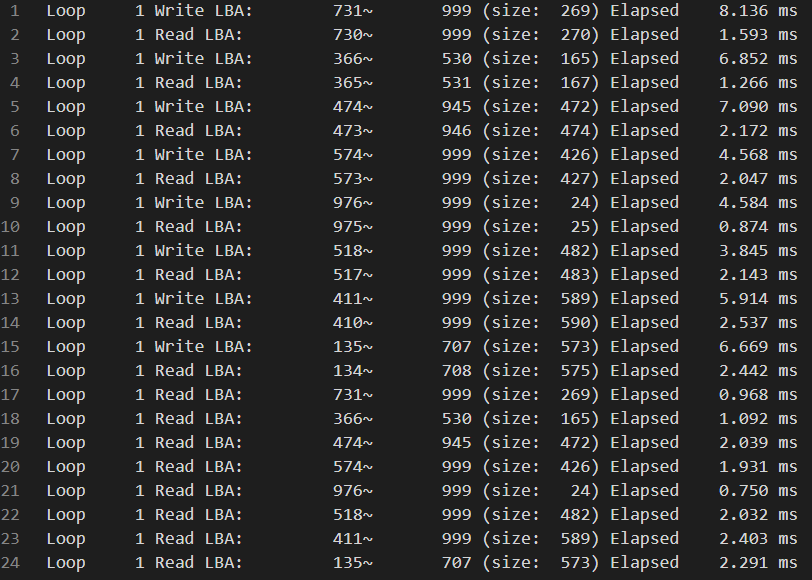 1 Loop 1 Write LBA: 731~ 999 (size: 269) Elapsed 8.136 ms
2 Loop 1 Read LBA: 730~ 999 (size: 270) Elapsed 1.593 ms
3 Loop 1 Write LBA: 366~ 530 (size: 165) Elapsed 6.852 ms
4 Loop 1 Read LBA: 365~ 531 (size: 167) Elapsed 1.266 ms
5 Loop 1 Write LBA: 474~ 945 (size: 472) Elapsed 7.090 ms
6 Loop 1 Read LBA: 473~ 946 (size: 474) Elapsed 2.172 ms
7 Loop 1 Write LBA: 574~ 999 (size: 426) Elapsed 4.568 ms
8 Loop 1 Read LBA: 573~ 999 (size: 427) Elapsed 2.047 ms
9 Loop 1 Write LBA: 976~ 999 (size: 24) Elapsed 4.584 ms
10 Loop 1 Read LBA: 975~ 999 (size: 25) Elapsed 0.874 ms
11 Loop 1 Write LBA: 518~ 999 (size: 482) Elapsed 3.845 ms
12 Loop 1 Read LBA: 517~ 999 (size: 483) Elapsed 2.143 ms
13 Loop 1 Write LBA: 411~ 999 (size: 589) Elapsed 5.914 ms
14 Loop 1 Read LBA: 410~ 999 (size: 590) Elapsed 2.537 ms
15 Loop 1 Write LBA: 135~ 707 (size: 573) Elapsed 6.669 ms
16 Loop 1 Read LBA: 134~ 708 (size: 575) Elapsed 2.442 ms
17 Loop 1 Read LBA: 731~ 999 (size: 269) Elapsed 0.968 ms
18 Loop 1 Read LBA: 366~ 530 (size: 165) Elapsed 1.092 ms
19 Loop 1 Read LBA: 474~ 945 (size: 472) Elapsed 2.039 ms
20 Loop 1 Read LBA: 574~ 999 (size: 426) Elapsed 1.931 ms
21 Loop 1 Read LBA: 976~ 999 (size: 24) Elapsed 0.750 ms
22 Loop 1 Read LBA: 518~ 999 (size: 482) Elapsed 2.032 ms
23 Loop 1 Read LBA: 411~ 999 (size: 589) Elapsed 2.403 ms
24 Loop 1 Read LBA: 135~ 707 (size: 573) Elapsed 2.291 ms